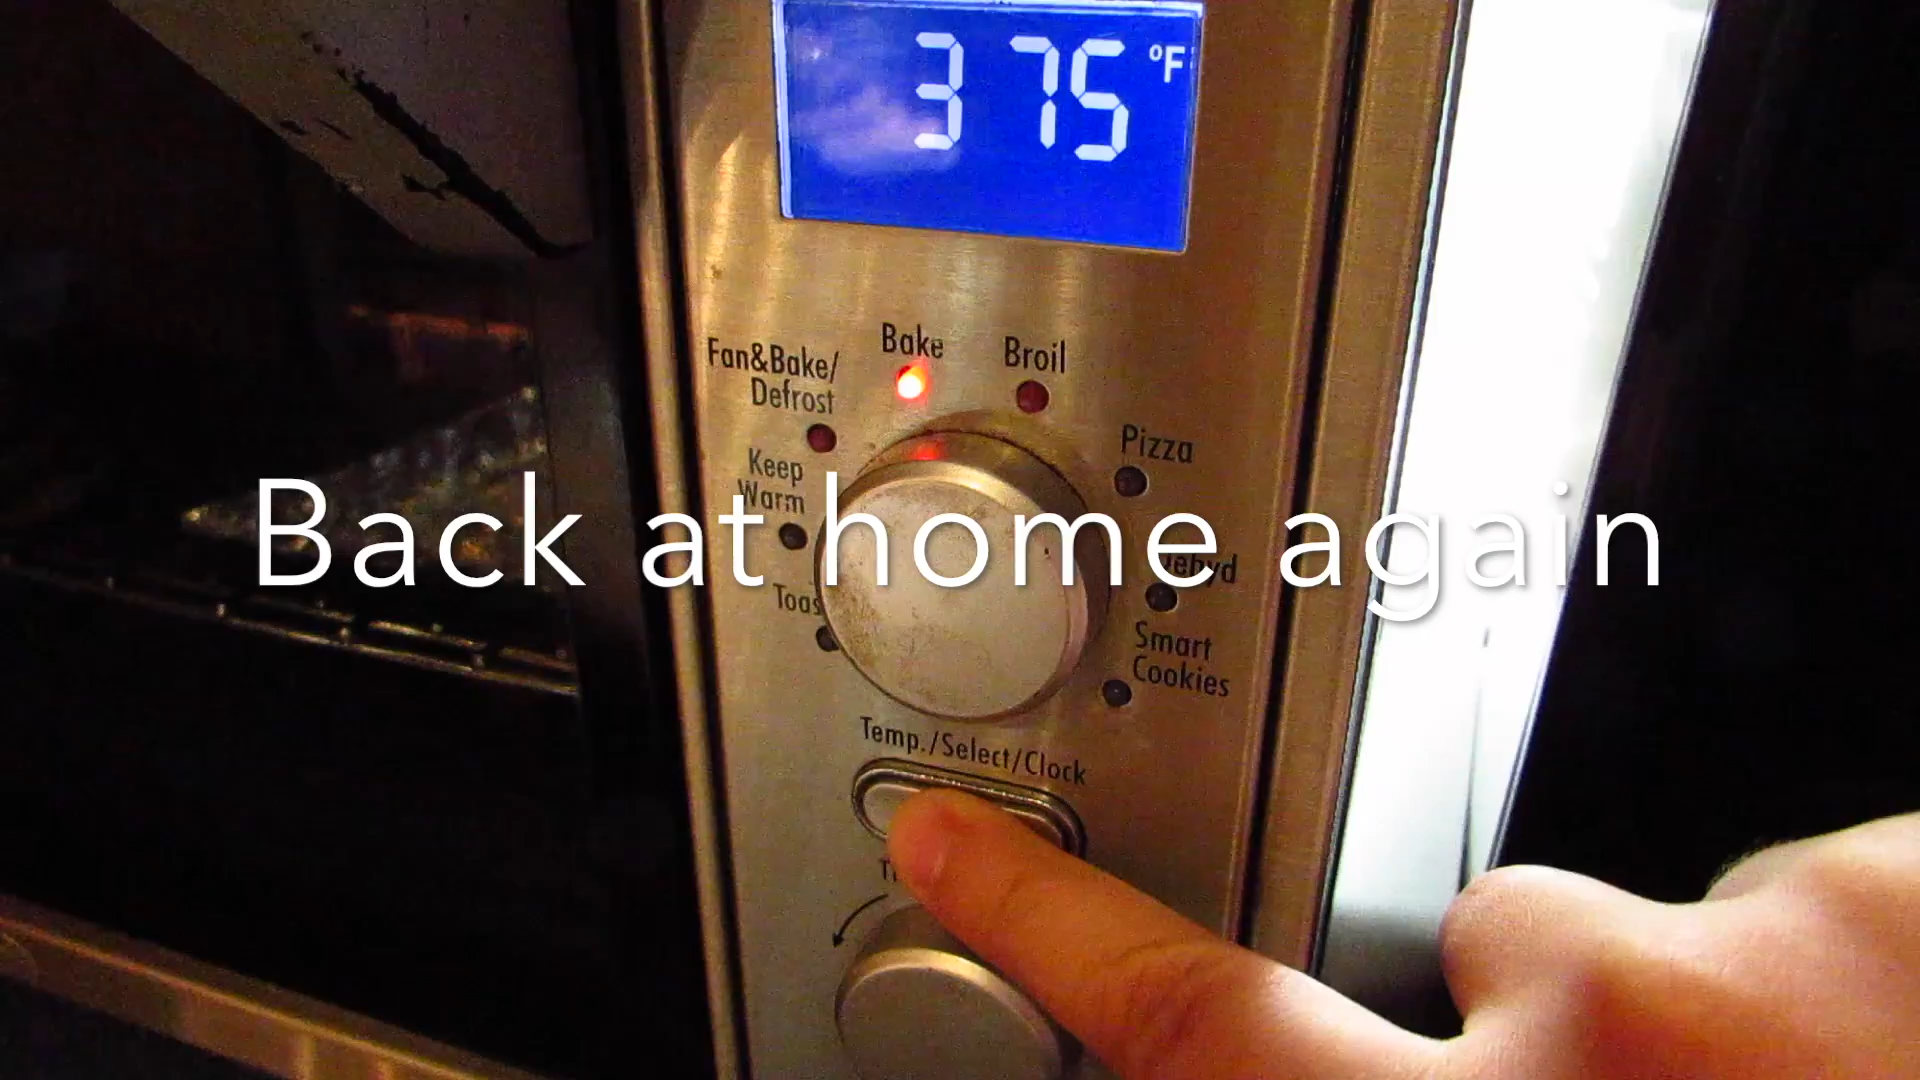 375 °F
Bake
Broil
Fan&Bake/
Defrost
Pizza
Keep
Warm
Back at home again
Smart
Cookies
Temp./Select/Clock